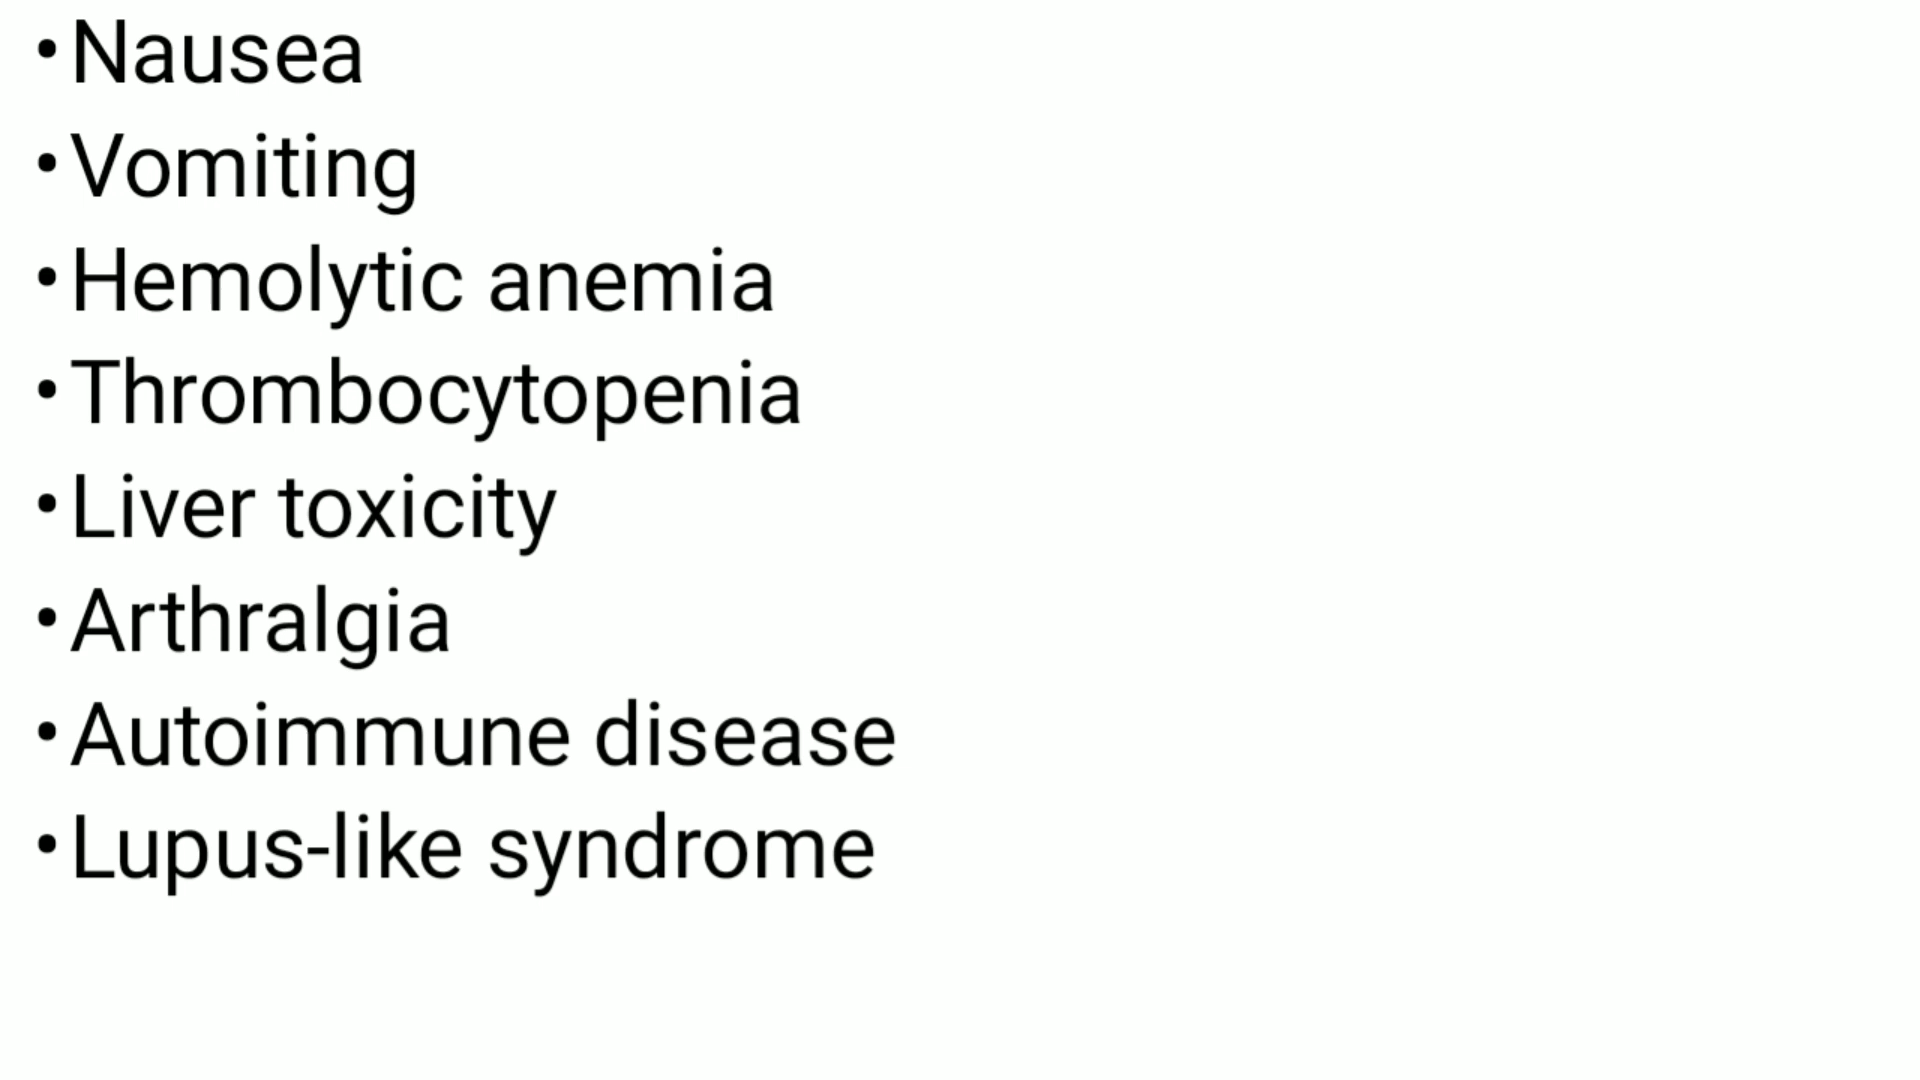 •Nausea
•Vomiting
•Hemolytic anemia
•Thrombocytopenia
•Liver toxicity
•Arthralgia
•Autoimmune disease
•Lupus-like syndrome